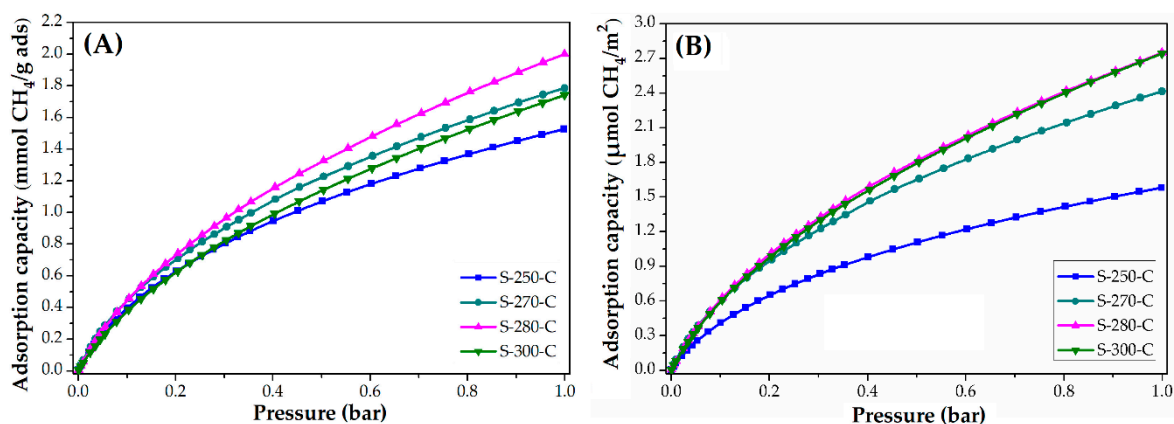 (A)
Adsorption capacity (mmol CH₄/g ads)
2.2
2.0
1.8
1.6
1.4
1.2
1.0
0.8
0.6
0.4
0.2
0.0
S-250-C
S-270-C
S-280-C
S-300-C
0.0 0.2 0.4 0.6 0.8 1.0
Pressure (bar)
(B)
Adsorption capacity (μmol CH₄/m²)
3.0
2.7
2.4
2.1
1.8
1.5
1.2
0.9
0.6
0.3
0.0
S-250-C
S-270-C
S-280-C
S-300-C
0.0 0.2 0.4 0.6 0.8 1.0
Pressure (bar)